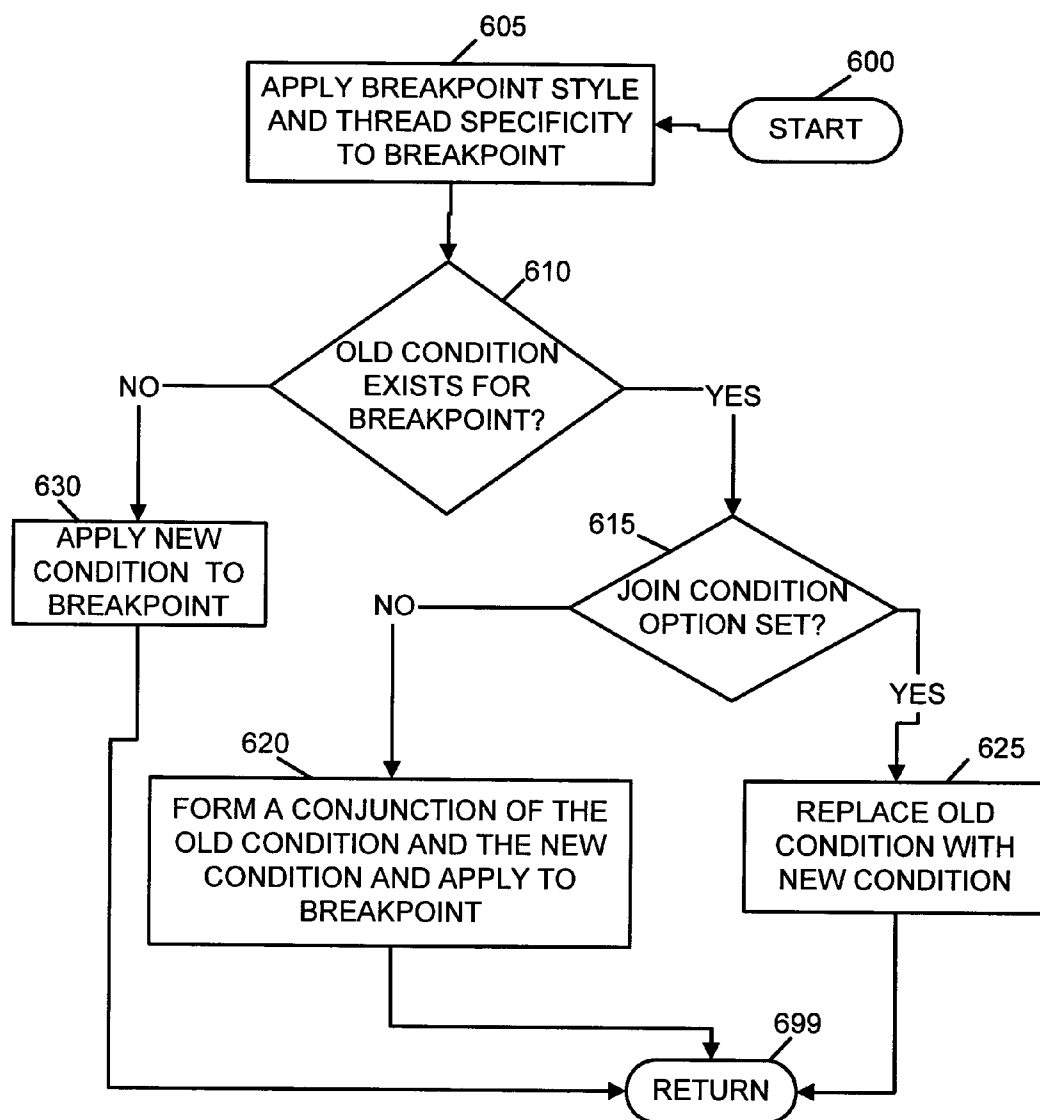 605
APPLY BREAKPOINT STYLE
AND THREAD SPECIFICITY
TO BREAKPOINT
600
START
610
OLD CONDITION
EXISTS FOR
BREAKPOINT?
NO
YES
630
APPLY NEW
CONDITION TO
BREAKPOINT
615
JOIN CONDITION
OPTION SET?
NO
YES
620
FORM A CONJUNCTION OF THE
OLD CONDITION AND THE NEW
CONDITION AND APPLY TO
BREAKPOINT
625
REPLACE OLD
CONDITION WITH
NEW CONDITION
699
RETURN